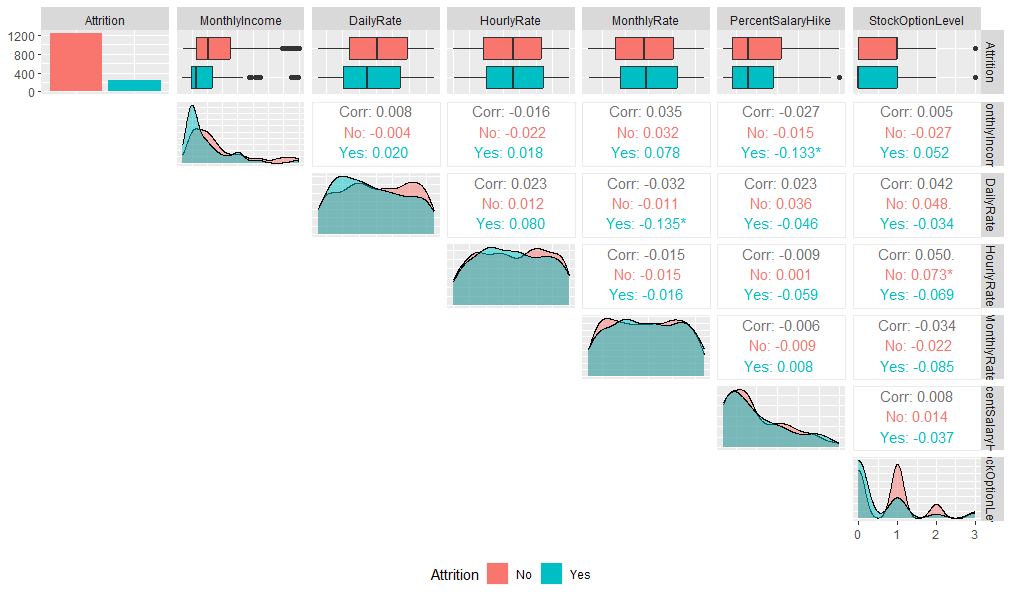 Attrition MonthlyIncome DailyRate HourlyRate MonthlyRate PercentSalaryHike StockOptionLevel
1200
800
400
0
Attrition
Corr: 0.008 Corr: -0.016 Corr: 0.035 Corr: -0.027 Corr: 0.005
No: -0.004 No: -0.022 No: 0.032 No: -0.015 No: -0.027
Yes: 0.020 Yes: 0.018 Yes: 0.078 Yes: -0.133* Yes: 0.052
onthlyIncom
Corr: 0.023 Corr: -0.032 Corr: 0.023 Corr: 0.042
No: 0.012 No: -0.011 No: 0.036 No: 0.048.
Yes: 0.080 Yes: -0.135* Yes: -0.046 Yes: -0.034
DailyRate
Corr: -0.015 Corr: -0.009 Corr: 0.050.
No: -0.015 No: 0.001 No: 0.073*
Yes: -0.016 Yes: -0.059 Yes: -0.069
HourlyRate
Corr: -0.006 Corr: -0.034
No: -0.009 No: -0.022
Yes: 0.008 Yes: -0.085
MonthlyRate
Corr: 0.008
No: 0.014
Yes: -0.037
centSalaryH
ckOptionLe
0 1 2 3
Attrition No Yes